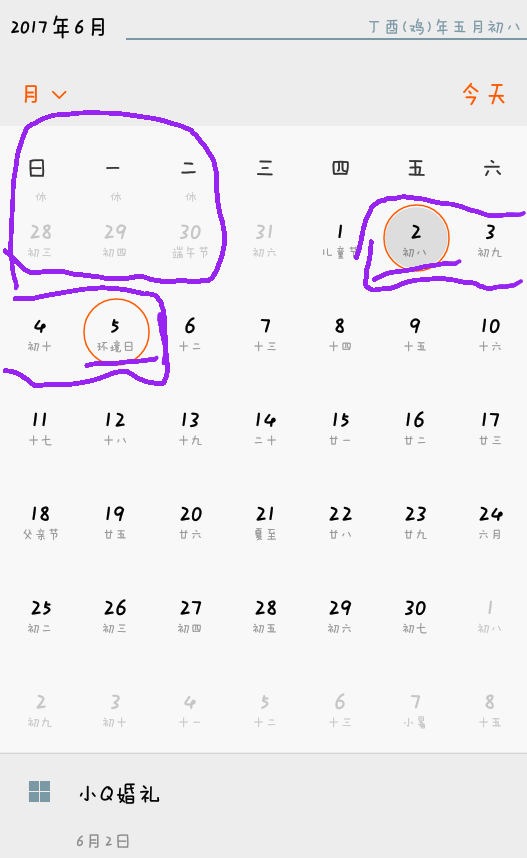 2017年6月 丁酉(鸡)年五月初八
月 今天
日 一 二 三 四 五 六
休 休 休
28 29 30 31 1 2 3
初三 初四 端午节 初六 儿童节 初八 初九
4 5 6 7 8 9 10
初十 环境日 十二 十三 十四 十五 十六
11 12 13 14 15 16 17
十七 十八 十九 二十 廿一 廿二 廿三
18 19 20 21 22 23 24
父亲节 廿五 廿六 夏至 廿八 廿九 六月
25 26 27 28 29 30 1
初二 初三 初四 初五 初六 初七 初八
2 3 4 5 6 7 8
初九 初十 十一 十二 十三 小暑 十五
小Q婚礼
6月2日